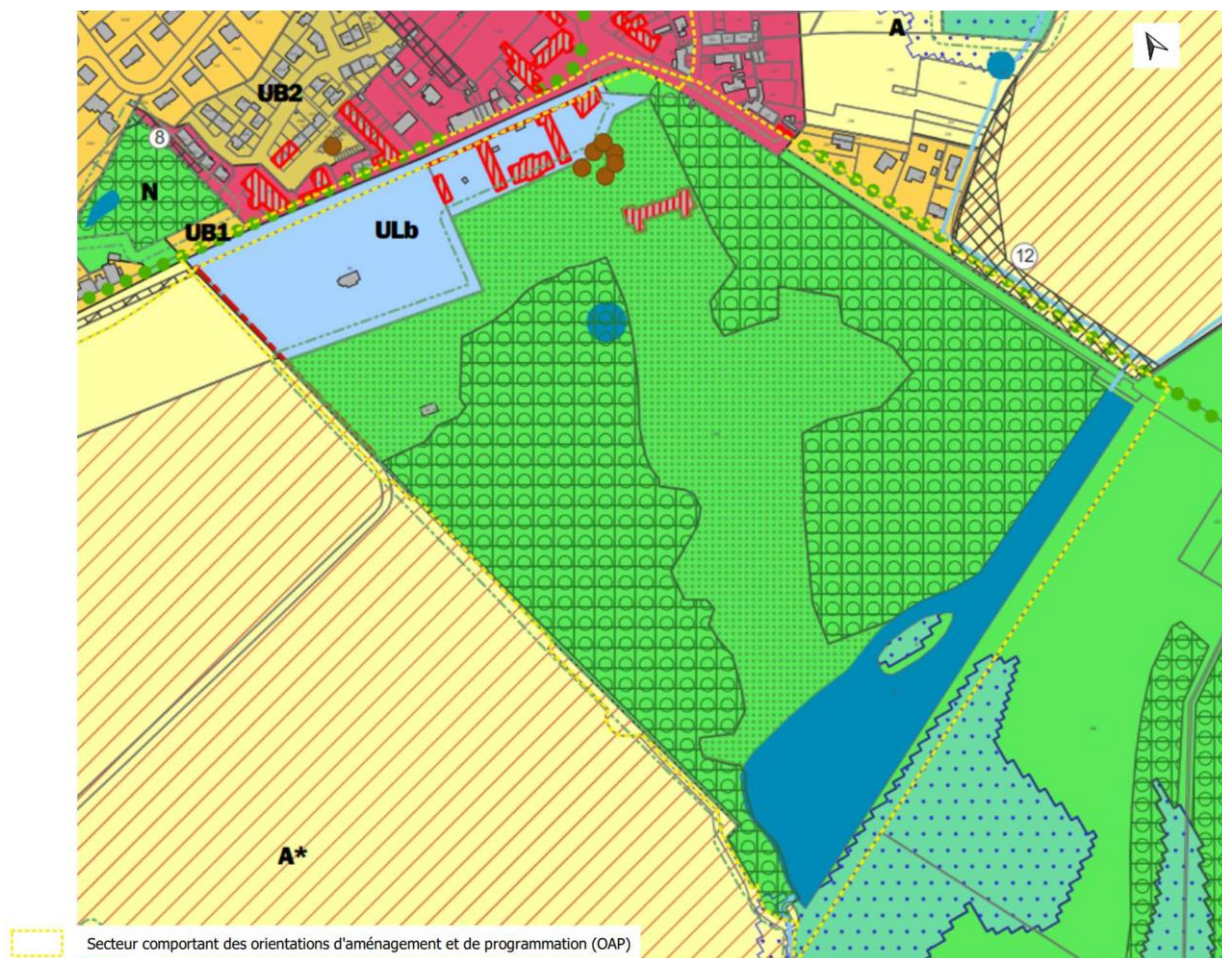 A
UB2
8
N
UB1
ULb
12
A*
Secteur comportant des orientations d'aménagement et de programmation (OAP)